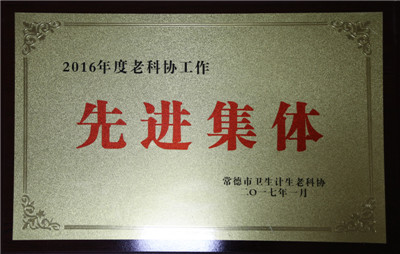 2016年度老科协工作
先进集体
常德市卫生计生老科协
二〇一七年一月